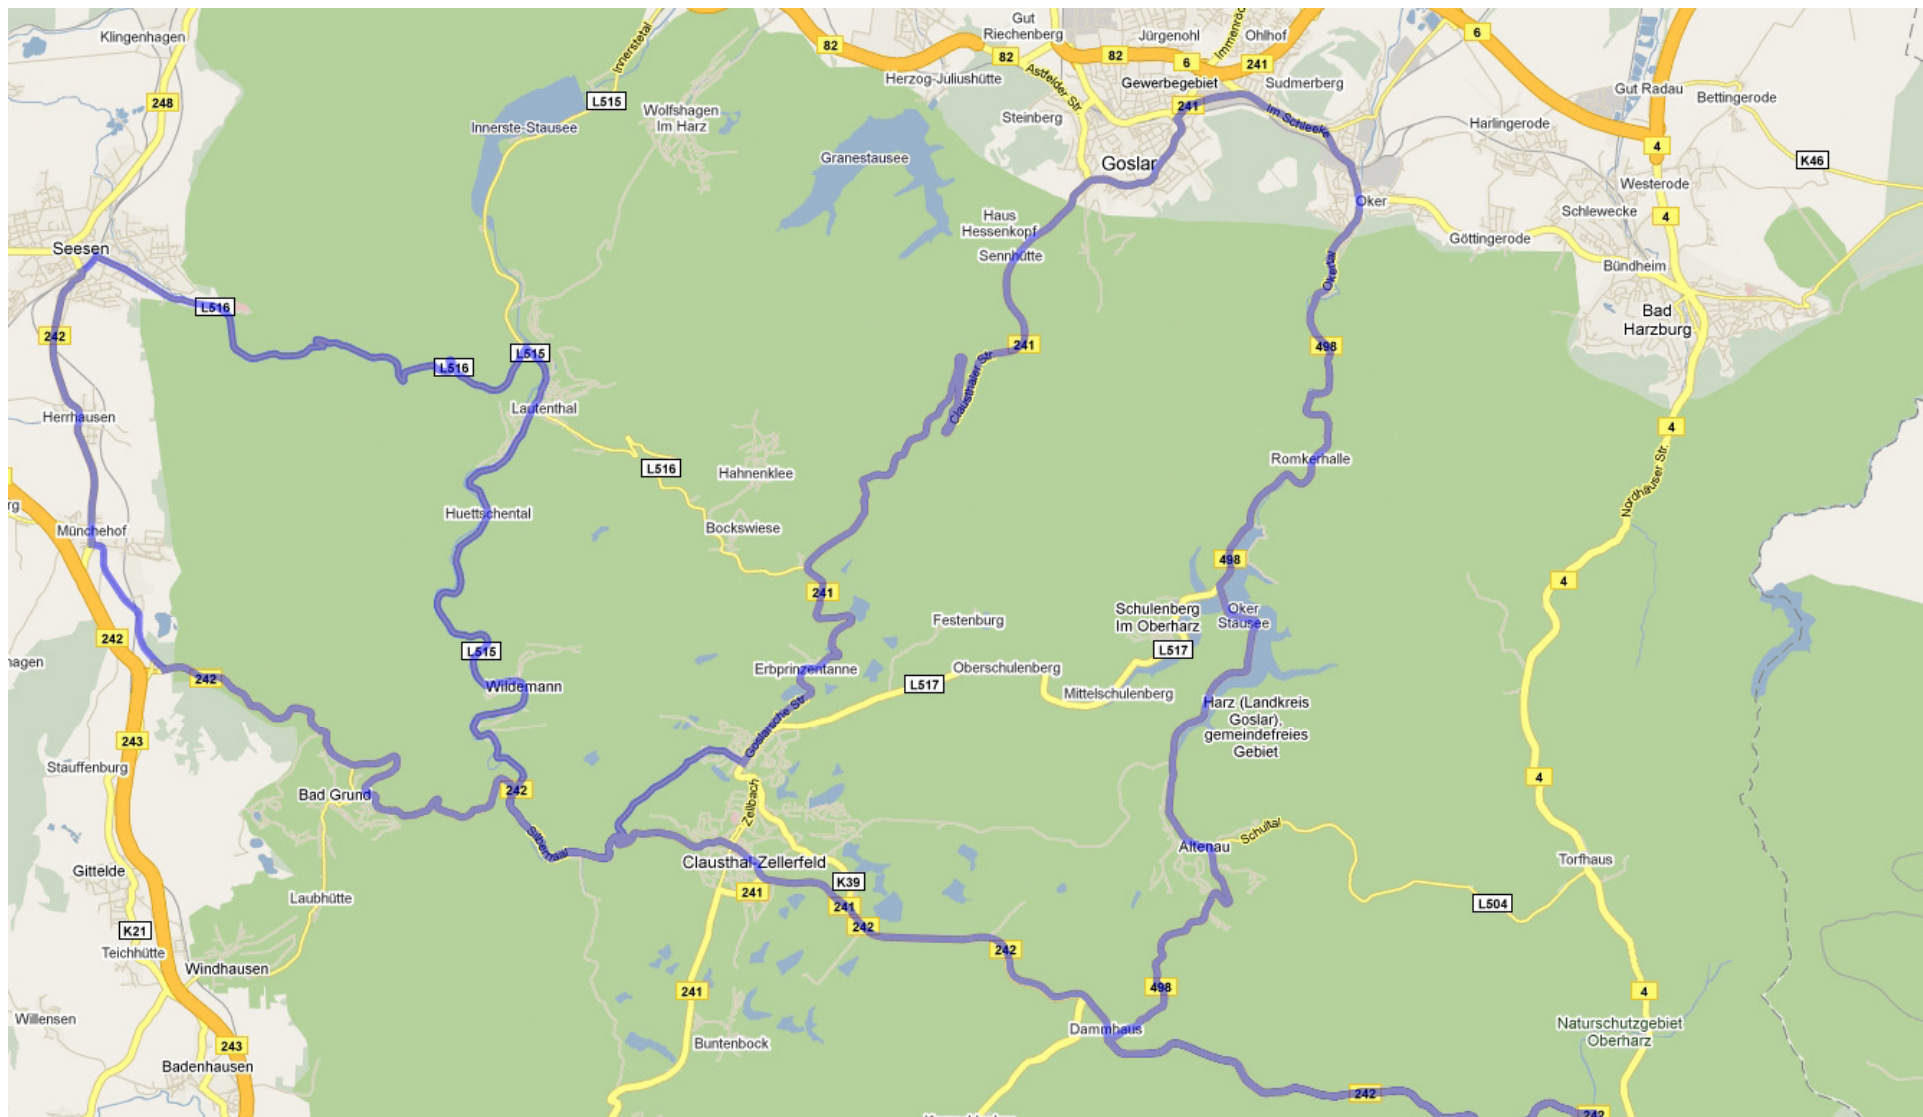 Klingenhagen
Innerstetal
82
Gut
Riechenberg
Jürgenohl
Ohlhof
6
82
82
6
241
Herzog-Juliushütte
Astfelder Str
Gewerbegebiet
Sudmerberg
248
L515
Wolfshagen
Im Harz
Innerste-Stausee
Steinberg
241
Im Schleeke
Gut Radau
Bettingerode
Harlingerode
4
K46
Granestausee
Goslar
Westerode
Oker
Schlewecke
4
Haus
Hessenkopf
Sennhütte
Göttingerode
Bündheim
Seesen
Okertal
L516
Bad
Harzburg
242
L515
L516
241
498
Clausthaler Str
Lautenthal
Herrhausen
4
L516
Hahnenklee
Romkerhalle
Nordhäuser Str.
rg
Huettschental
Bockswiese
Münchehof
498
4
241
Schulenberg
Im Oberharz
Oker
Stausee
Festenburg
242
L515
L517
hagen
242
Erbprinzentanne
Oberschulenberg
Wildemann
L517
Mittelschulenberg
Goslarsche Str.
Harz (Landkreis
Goslar),
gemeindefreies
Gebiet
243
Stauffenburg
4
Bad Grund
242
Zellbach
Silbernaal
Schultal
Altenau
Clausthal-Zellerfeld
Torfhaus
Gittelde
K39
241
Laubhütte
241
L504
242
K21
Teichhütte
242
Windhausen
241
498
4
Willensen
Dammhaus
Naturschutzgebiet
Oberharz
243
Buntenbock
Badenhausen
242
242